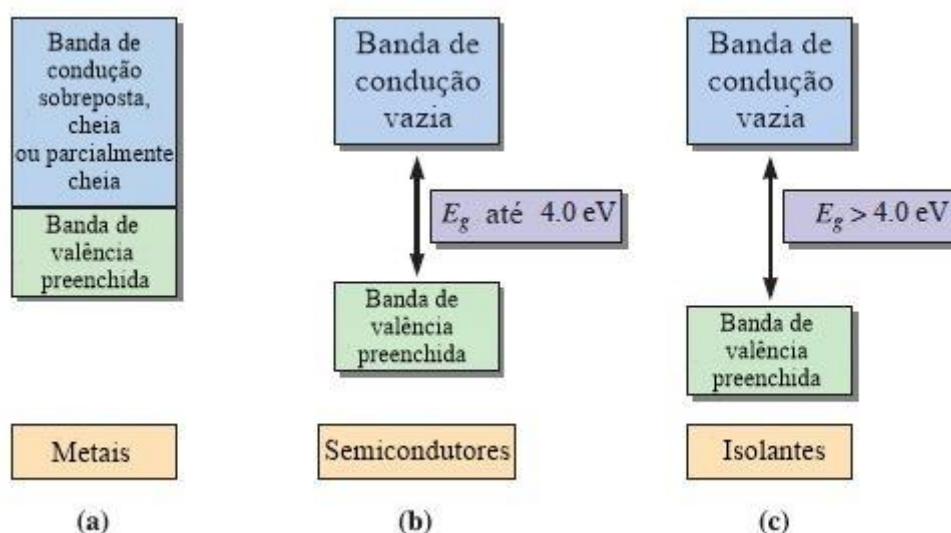 Banda de
condução
sobreposta,
cheia
ou parcialmente
cheia
Banda de
valência
preenchida
Metais
(a)
Banda de
condução
vazia
E_g até 4.0 eV
Banda de
valência
preenchida
Semicondutores
(b)
Banda de
condução
vazia
E_g > 4.0 eV
Banda de
valência
preenchida
Isolantes
(c)